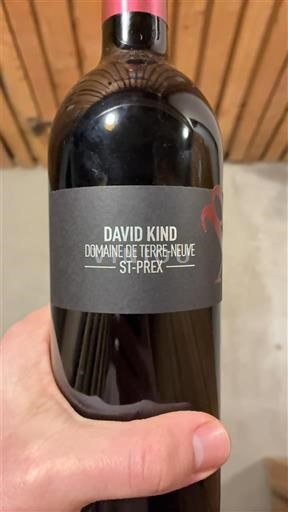 DAVID KIND
DOMAINE DE TERRE-NEUVE
ST-PREX